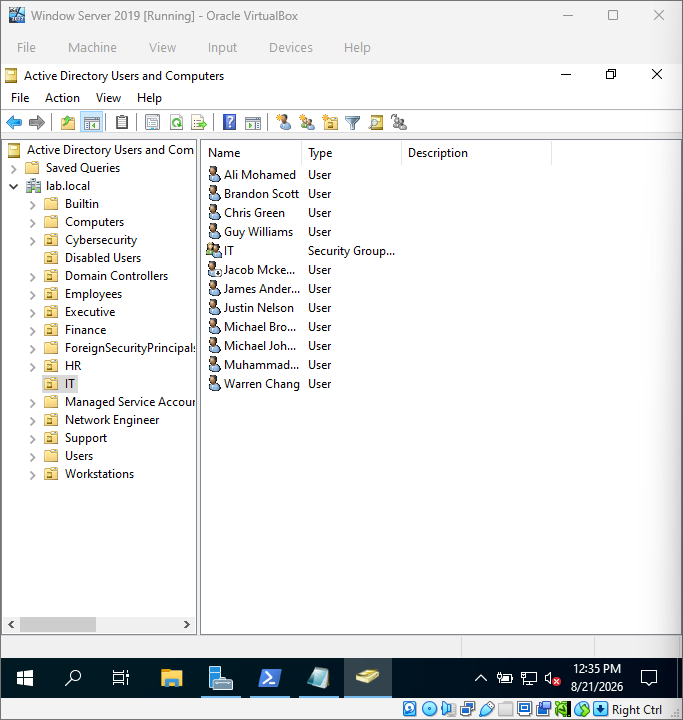 Window Server 2019 [Running] - Oracle VirtualBox
File Machine View Input Devices Help
Active Directory Users and Computers
File Action View Help
Active Directory Users and Com
Saved Queries
lab.local
Builtin
Computers
Cybersecurity
Disabled Users
Domain Controllers
Employees
Executive
Finance
ForeignSecurityPrincipals
HR
IT
Managed Service Accour
Network Engineer
Support
Users
Workstations
Name Type Description
Ali Mohamed User
Brandon Scott User
Chris Green User
Guy Williams User
IT Security Group...
Jacob Mcke... User
James Ander... User
Justin Nelson User
Michael Bro... User
Michael Joh... User
Muhammad... User
Warren Chang User
12:35 PM
8/21/2026
Right Ctrl